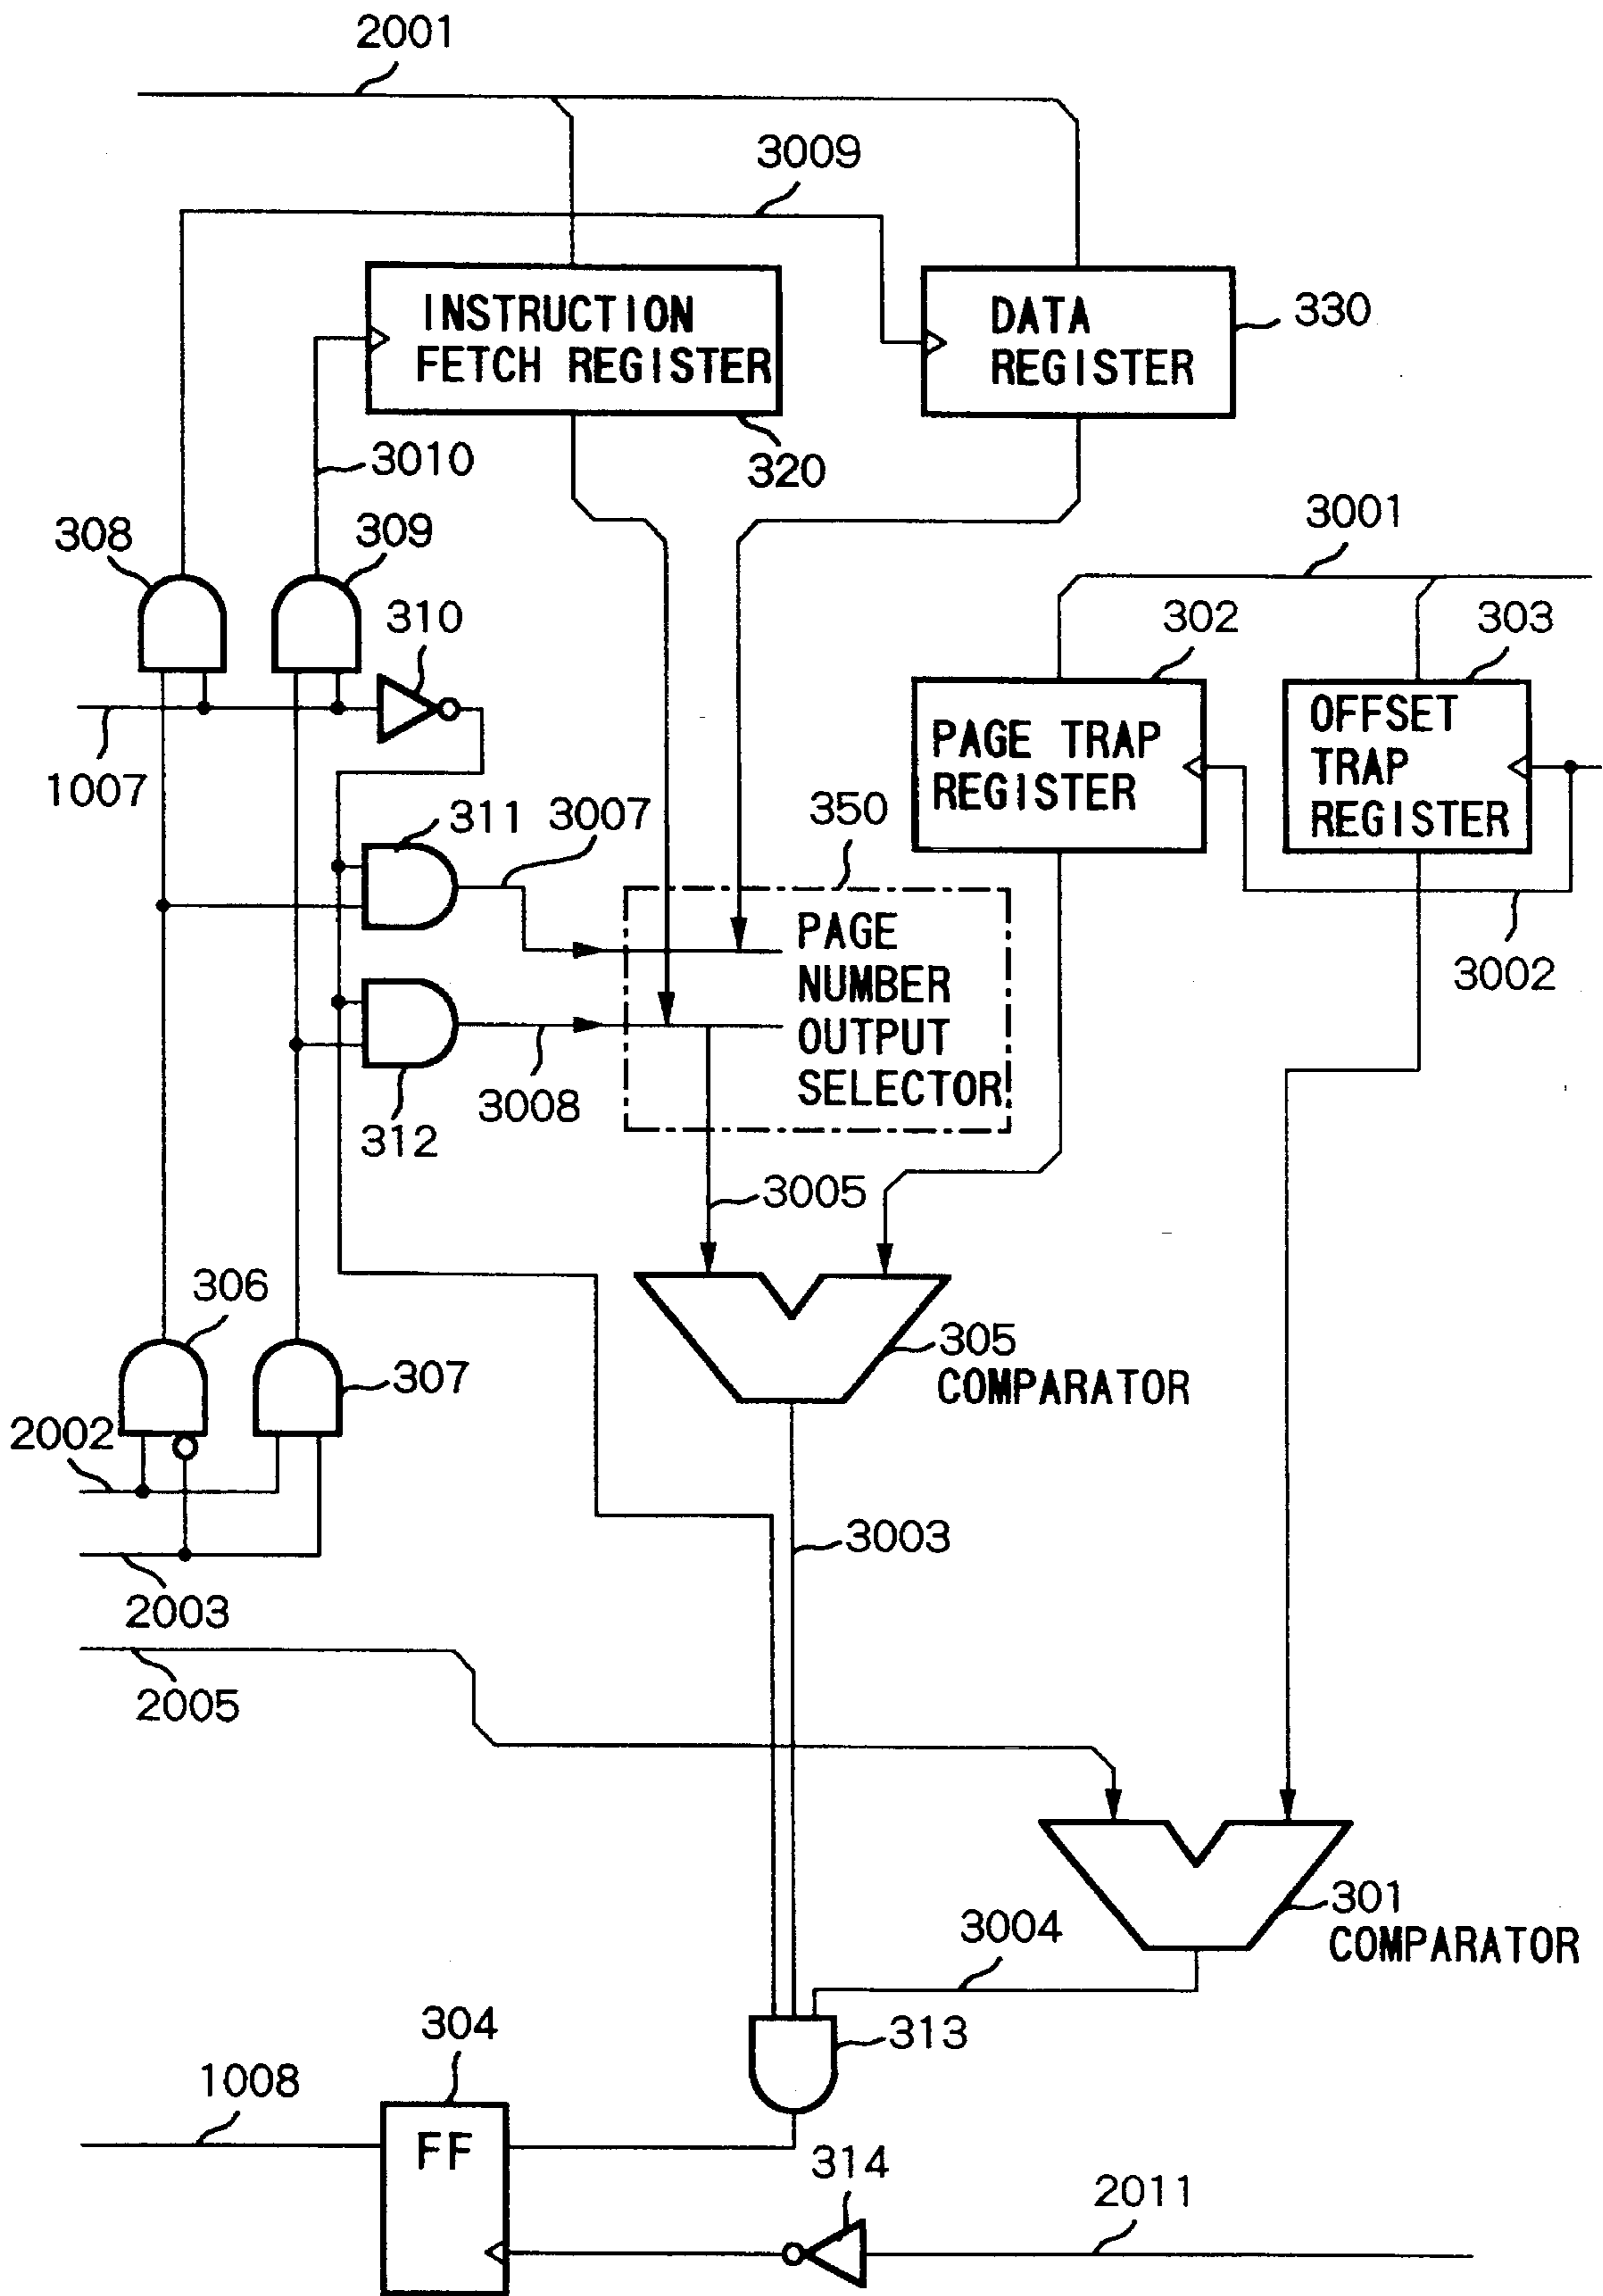 2001
3009
INSTRUCTION
FETCH REGISTER
DATA
REGISTER
330
320
3010
308
309
3001
310
302
303
PAGE TRAP
REGISTER
OFFSET
TRAP
REGISTER
1007
311
3007
350
PAGE
NUMBER
OUTPUT
SELECTOR
3002
3008
312
3005
306
305
COMPARATOR
307
2002
3003
2003
2005
301
COMPARATOR
3004
304
313
1008
FF
314
2011